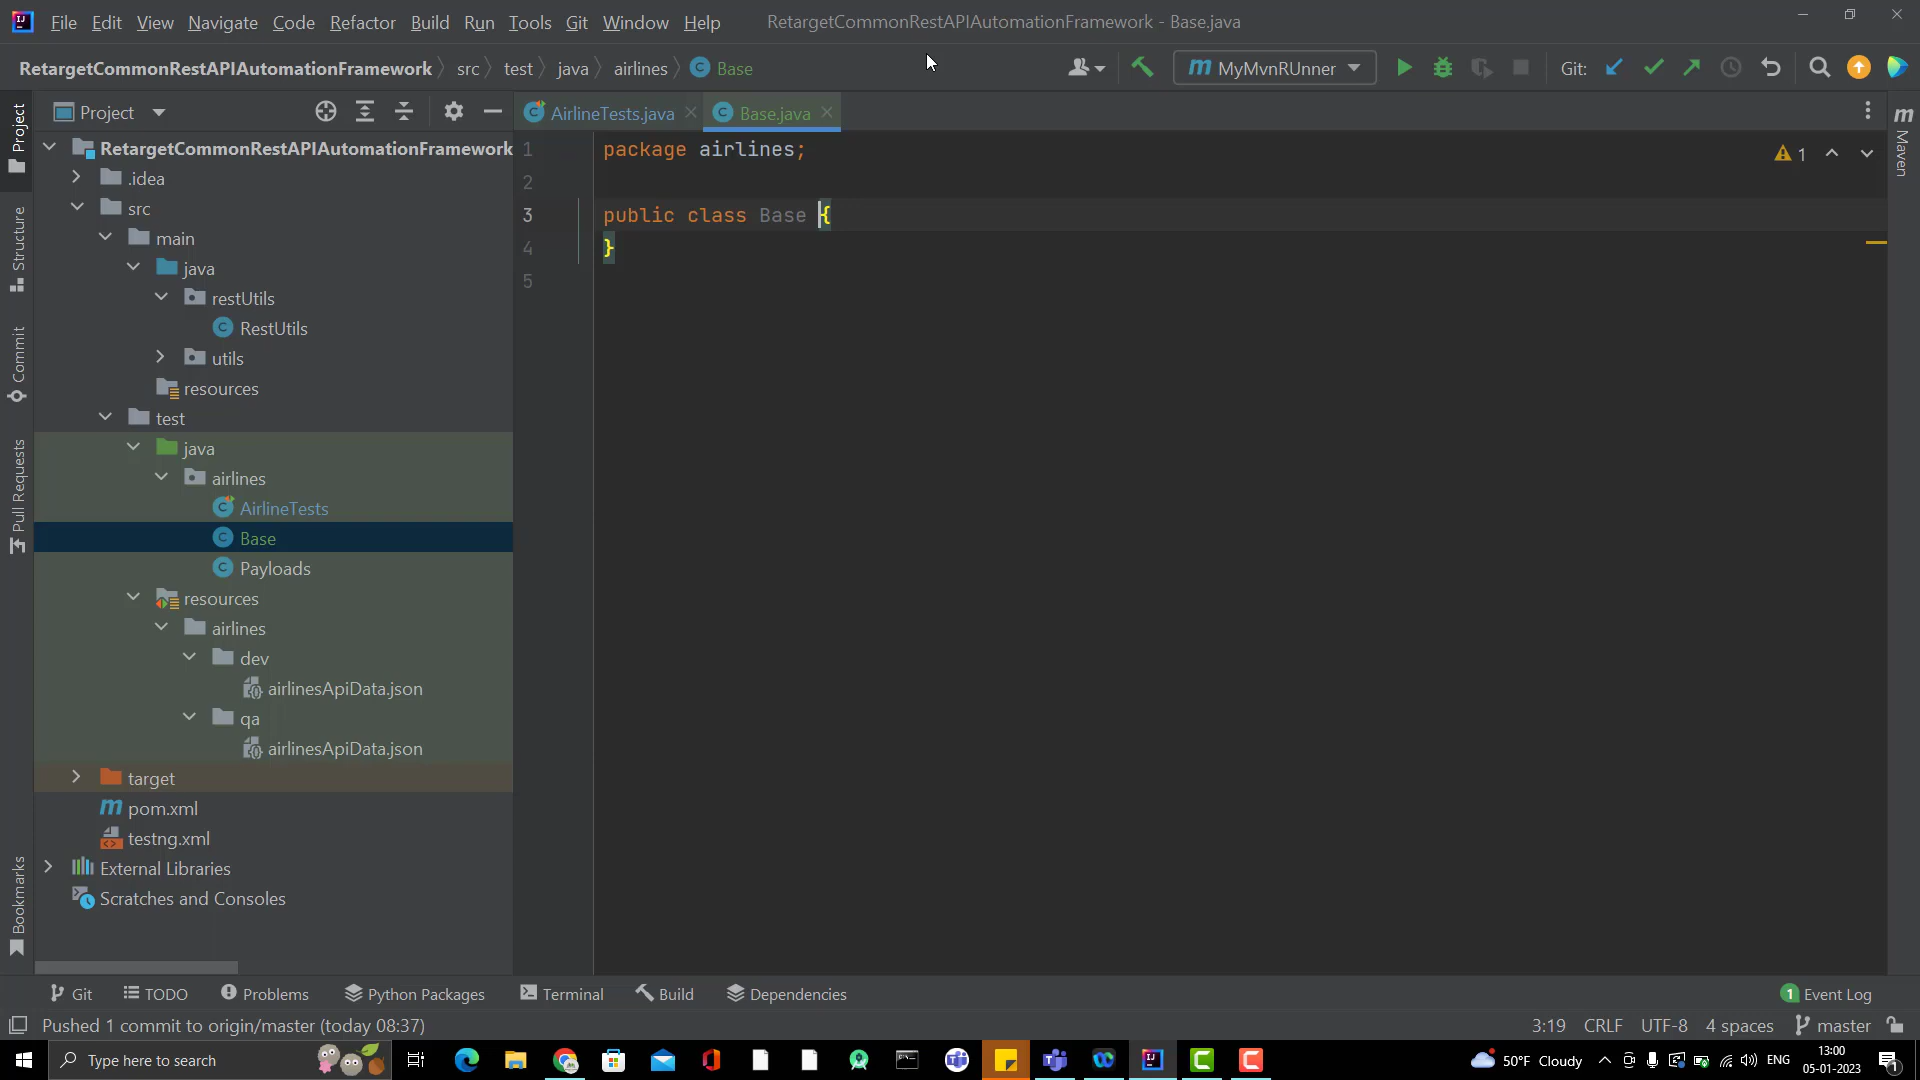 File Edit View Navigate Code Refactor Build Run Tools Git Window Help RetargetCommonRestAPIAutomationFramework - Base.java
RetargetCommonRestAPIAutomationFramework src test java airlines Base MyMvnRUnner Git:
Project AirlineTests.java Base.java
RetargetCommonRestAPIAutomationFramework
.idea
src
main
java
restUtils
RestUtils
utils
resources
test
java
airlines
AirlineTests
Base
Payloads
resources
airlines
dev
airlinesApiData.json
qa
airlinesApiData.json
target
pom.xml
testng.xml
External Libraries
Scratches and Consoles
1 package airlines;
2
3 public class Base {
4 }
5
1
Project
Structure
Commit
Pull Requests
Bookmarks
Maven
Git TODO Problems Python Packages Terminal Build Dependencies 1 Event Log
Pushed 1 commit to origin/master (today 08:37) 3:19 CRLF UTF-8 4 spaces master
Type here to search 50°F Cloudy ENG 13:00
05-01-2023 1